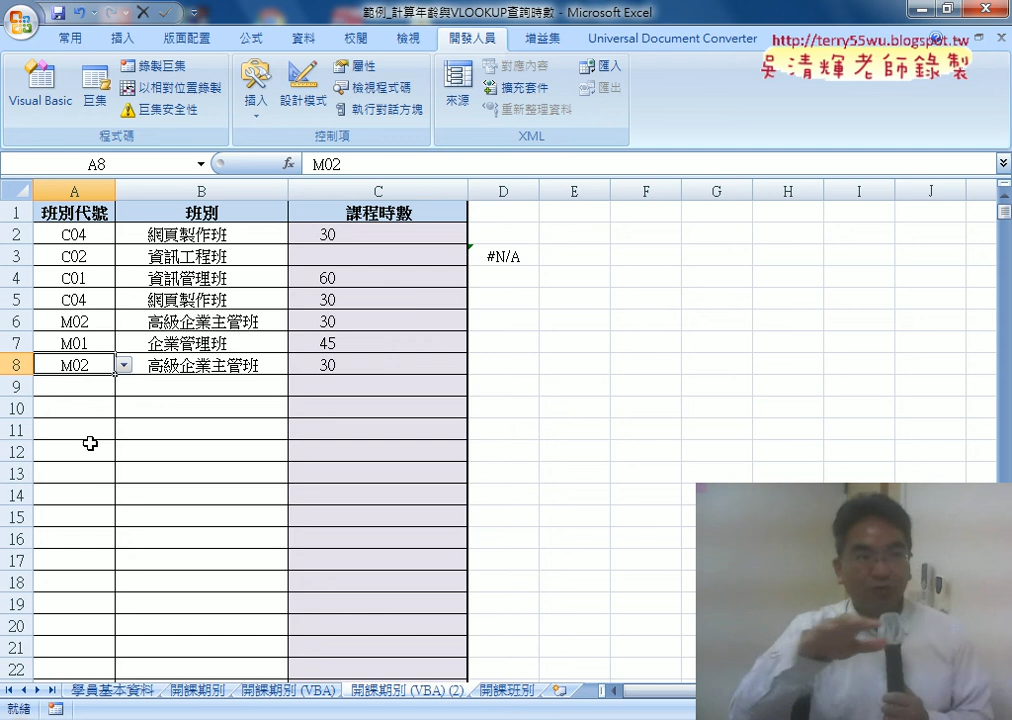 範例_計算年齡與VLOOKUP查詢時數 - Microsoft Excel
常用 插入 版面配置 公式 資料 校閱 檢視 開發人員 增益集 Universal Document Converter
http://terry55wu.blogspot.tw
吳清輝老師錄製
Visual Basic
巨集
錄製巨集
以相對位置錄製
巨集安全性
程式碼
插入
設計模式
屬性
檢視程式碼
執行對話方塊
控制項
來源
對應內容
擴充套件
重新整理資料
匯入
匯出
XML
A8 fx M02
A B C D E F G H I J
1 班別代號 班別 課程時數
2 C04 網頁製作班 30
3 C02 資訊工程班 #N/A
4 C01 資訊管理班 60
5 C04 網頁製作班 30
6 M02 高級企業主管班 30
7 M01 企業管理班 45
8 M02 高級企業主管班 30
9
10
11
12
13
14
15
16
17
18
19
20
21
22
學員基本資料 開課期別 開課期別 (VBA) 開課期別 (VBA) (2) 開課班別
就緒